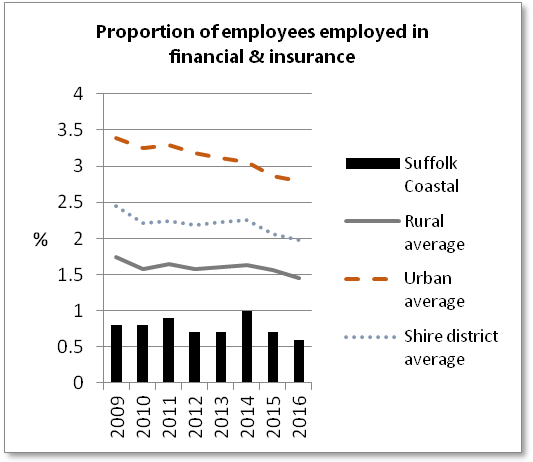 Proportion of employees employed in
financial & insurance
4
3.5
3
2.5
2
1.5
1
0.5
0
%
2009
2010
2011
2012
2013
2014
2015
2016
Suffolk
Coastal
Rural
average
Urban
average
Shire district
average